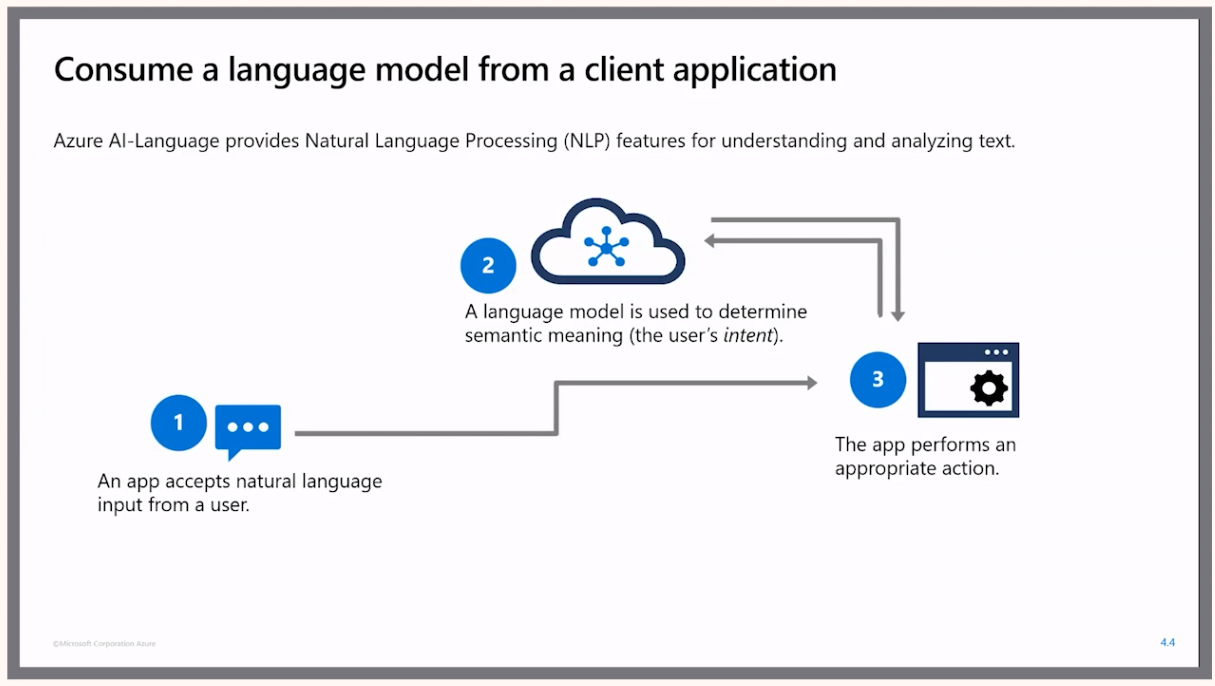 Consume a language model from a client application
Azure AI-Language provides Natural Language Processing (NLP) features for understanding and analyzing text.
2
A language model is used to determine
semantic meaning (the user's intent).
3
The app performs an
appropriate action.
1
An app accepts natural language
input from a user.
©Microsoft Corporation Azure
4.4